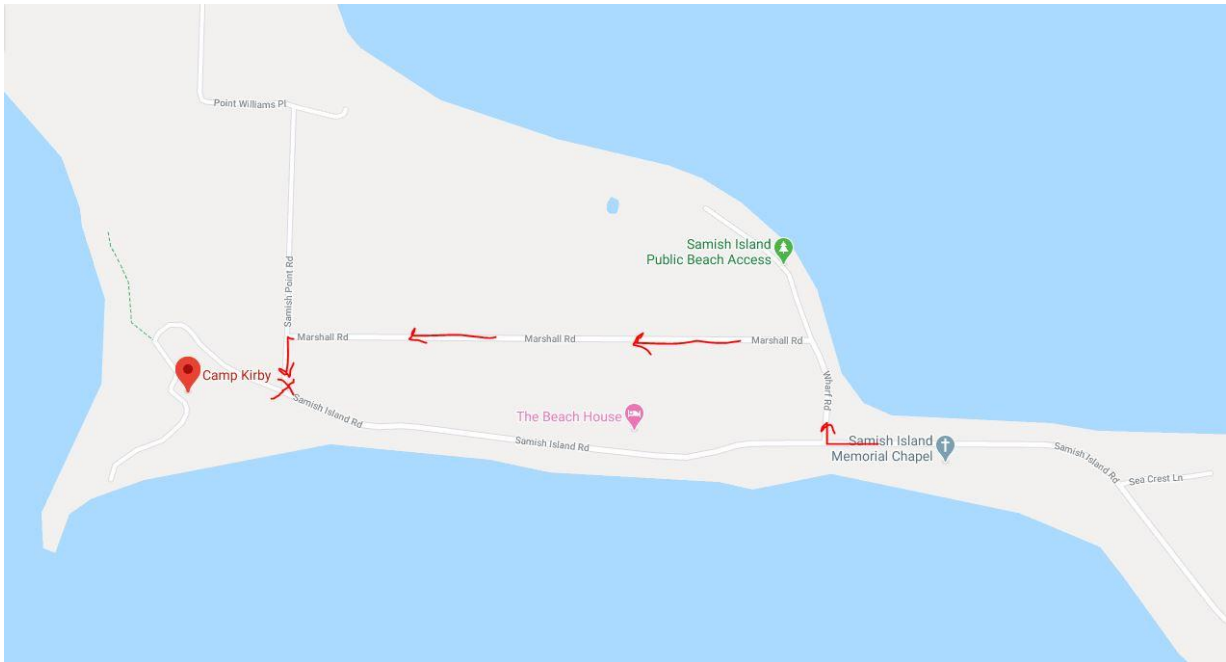 Point Williams Pl
Samish Island
Public Beach Access
Samish Point Rd
Marshall Rd
Marshall Rd
Marshall Rd
Camp Kirby
Wharf Rd
Samish Island Rd
The Beach House
Samish Island Rd
Samish Island
Memorial Chapel
Samish Island Rd
Sea Crest Ln